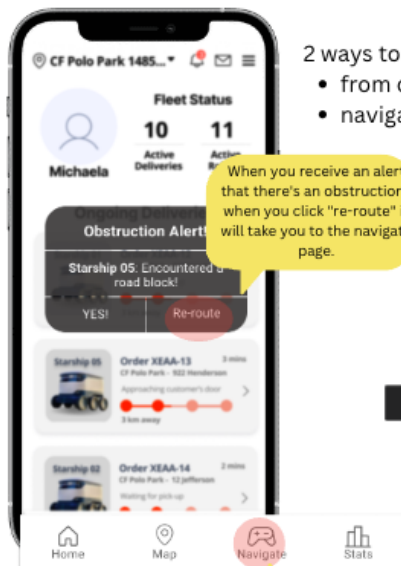 CF Polo Park 1485...
2 ways to
• from
• naviga
Fleet Status
10
11
Active
Deliveries
Active
Michaela
When you receive an alert
that there's an obstruction
when you click "re-route"
will take you to the navigat
page.
Ongoing Deliveries
Obstruction Alert!
Starship 05: Encountered a
road block!
YES!
Re-route
Starship 05
Order XEAA-13
3 mins
CF Polo Park - 922 Henderson
Approaching customer's door
3 km away
Starship 02
Order XEAA-14
2 mins
CF Polo Park - 12 Jefferson
Waiting for pick up
Home
Map
Navigate
Stats